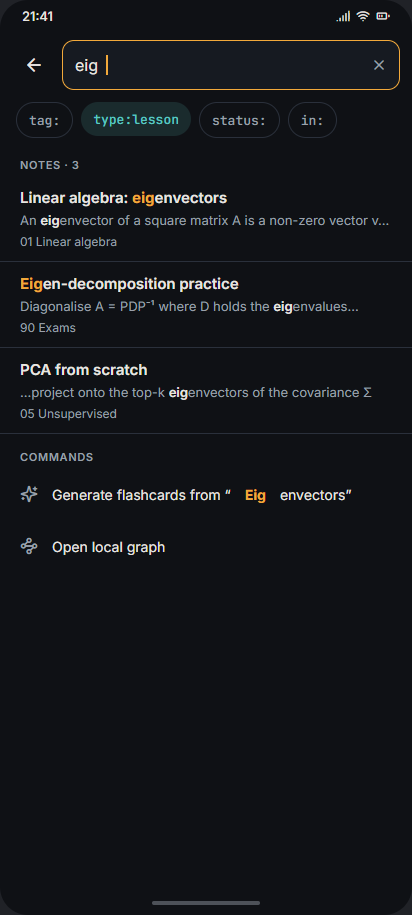 21:41
eig
tag: type:lesson status: in:
NOTES · 3
Linear algebra: eigenvectors
An eigenvector of a square matrix A is a non-zero vector v…
01 Linear algebra
Eigen-decomposition practice
Diagonalise A = PDP⁻¹ where D holds the eigenvalues…
90 Exams
PCA from scratch
…project onto the top-k eigenvectors of the covariance Σ
05 Unsupervised
COMMANDS
Generate flashcards from “ Eig envectors”
Open local graph